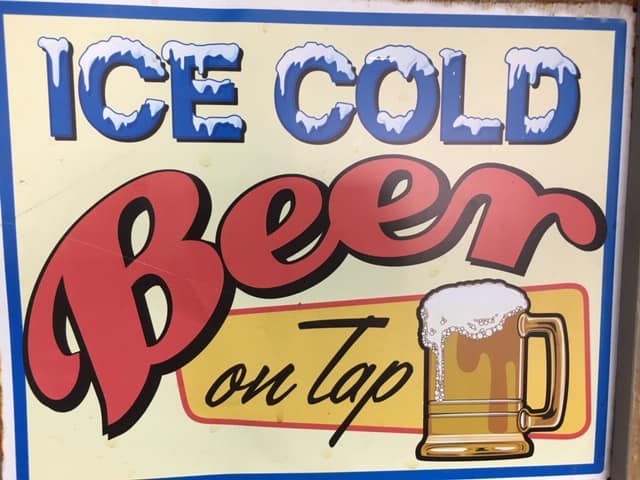 ICE COLD
Beer
on Tap